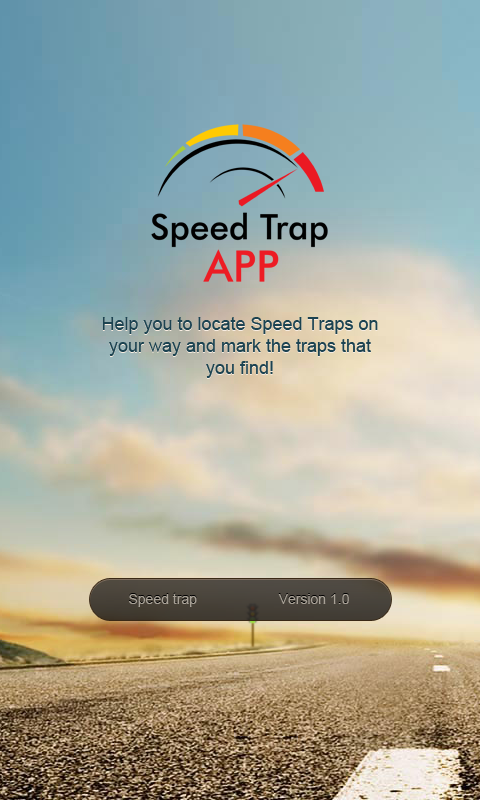 Speed Trap
APP
Help you to locate Speed Traps on
your way and mark the traps that
you find!
Speed trap Version 1.0